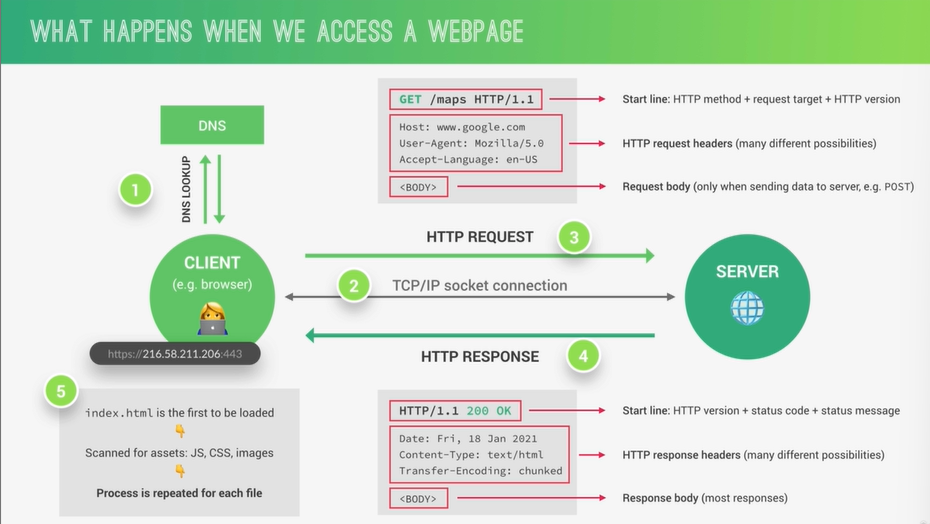 WHAT HAPPENS WHEN WE ACCESS A WEBPAGE
DNS
1
DNS LOOKUP
CLIENT
(e.g. browser)
https://216.58.211.206:443
GET /maps HTTP/1.1
Start line: HTTP method + request target + HTTP version
Host: www.google.com
User-Agent: Mozilla/5.0
Accept-Language: en-US
HTTP request headers (many different possibilities)
<BODY>
Request body (only when sending data to server, e.g. POST)
HTTP REQUEST
3
2
TCP/IP socket connection
HTTP RESPONSE
4
SERVER
5
index.html is the first to be loaded
Scanned for assets: JS, CSS, images
Process is repeated for each file
HTTP/1.1 200 OK
Start line: HTTP version + status code + status message
Date: Fri, 18 Jan 2021
Content-Type: text/html
Transfer-Encoding: chunked
HTTP response headers (many different possibilities)
<BODY>
Response body (most responses)